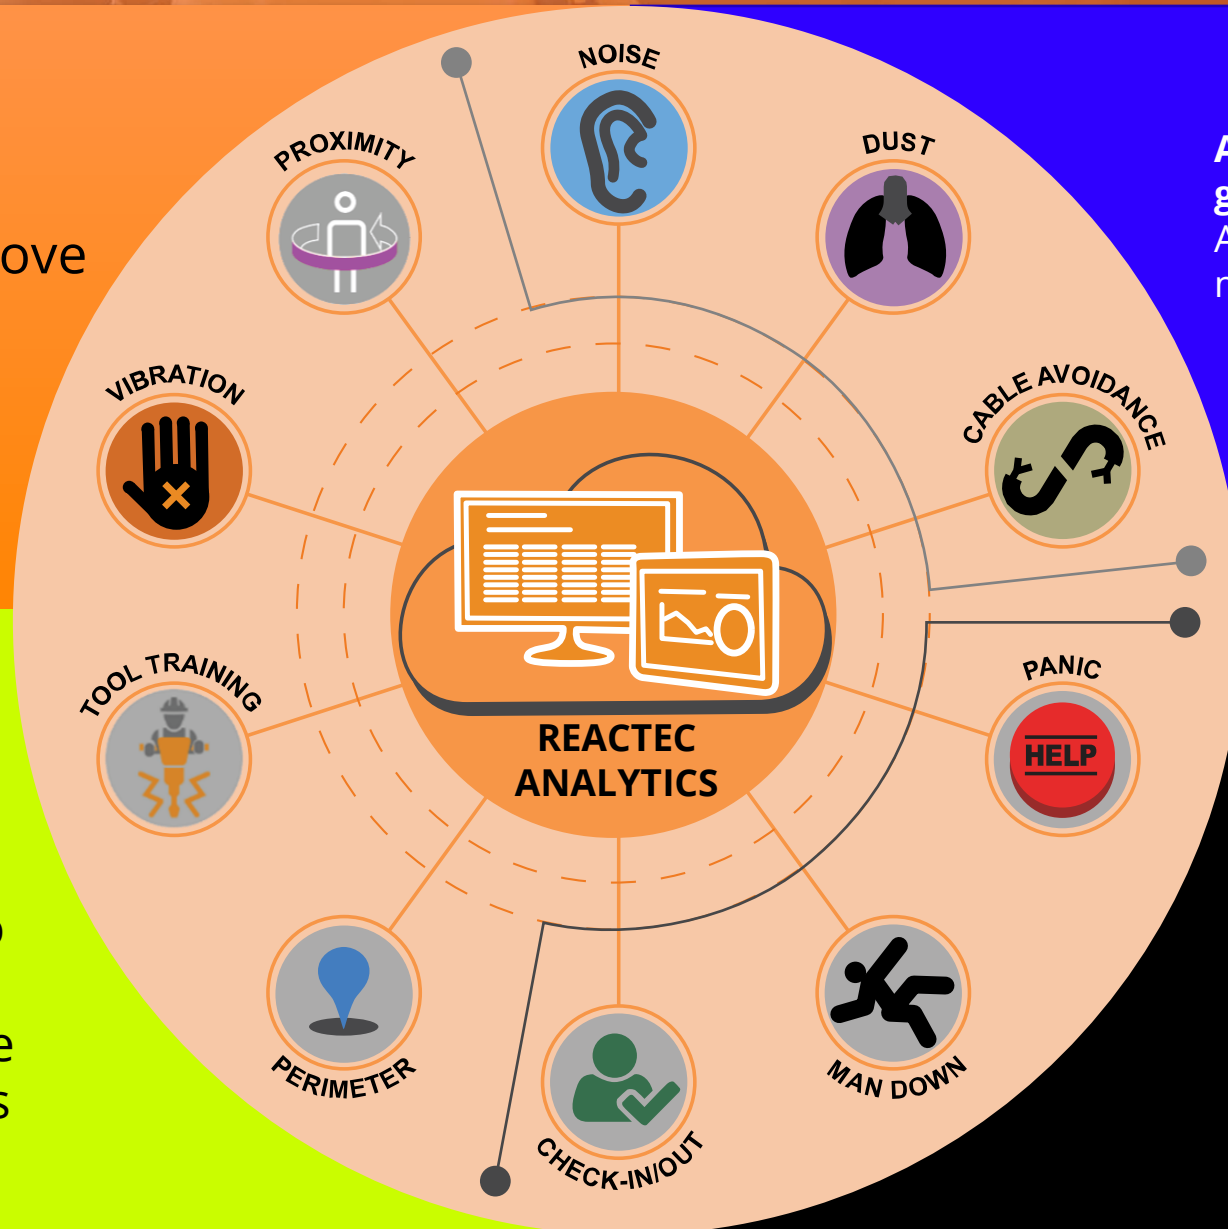 NOISE
PROXIMITY
DUST
ove
VIBRATION
CABLE AVOIDANCE
REACTEC
ANALYTICS
TOOL TRAINING
PANIC
HELP
PERIMETER
MAN DOWN
CHECK-IN/OUT